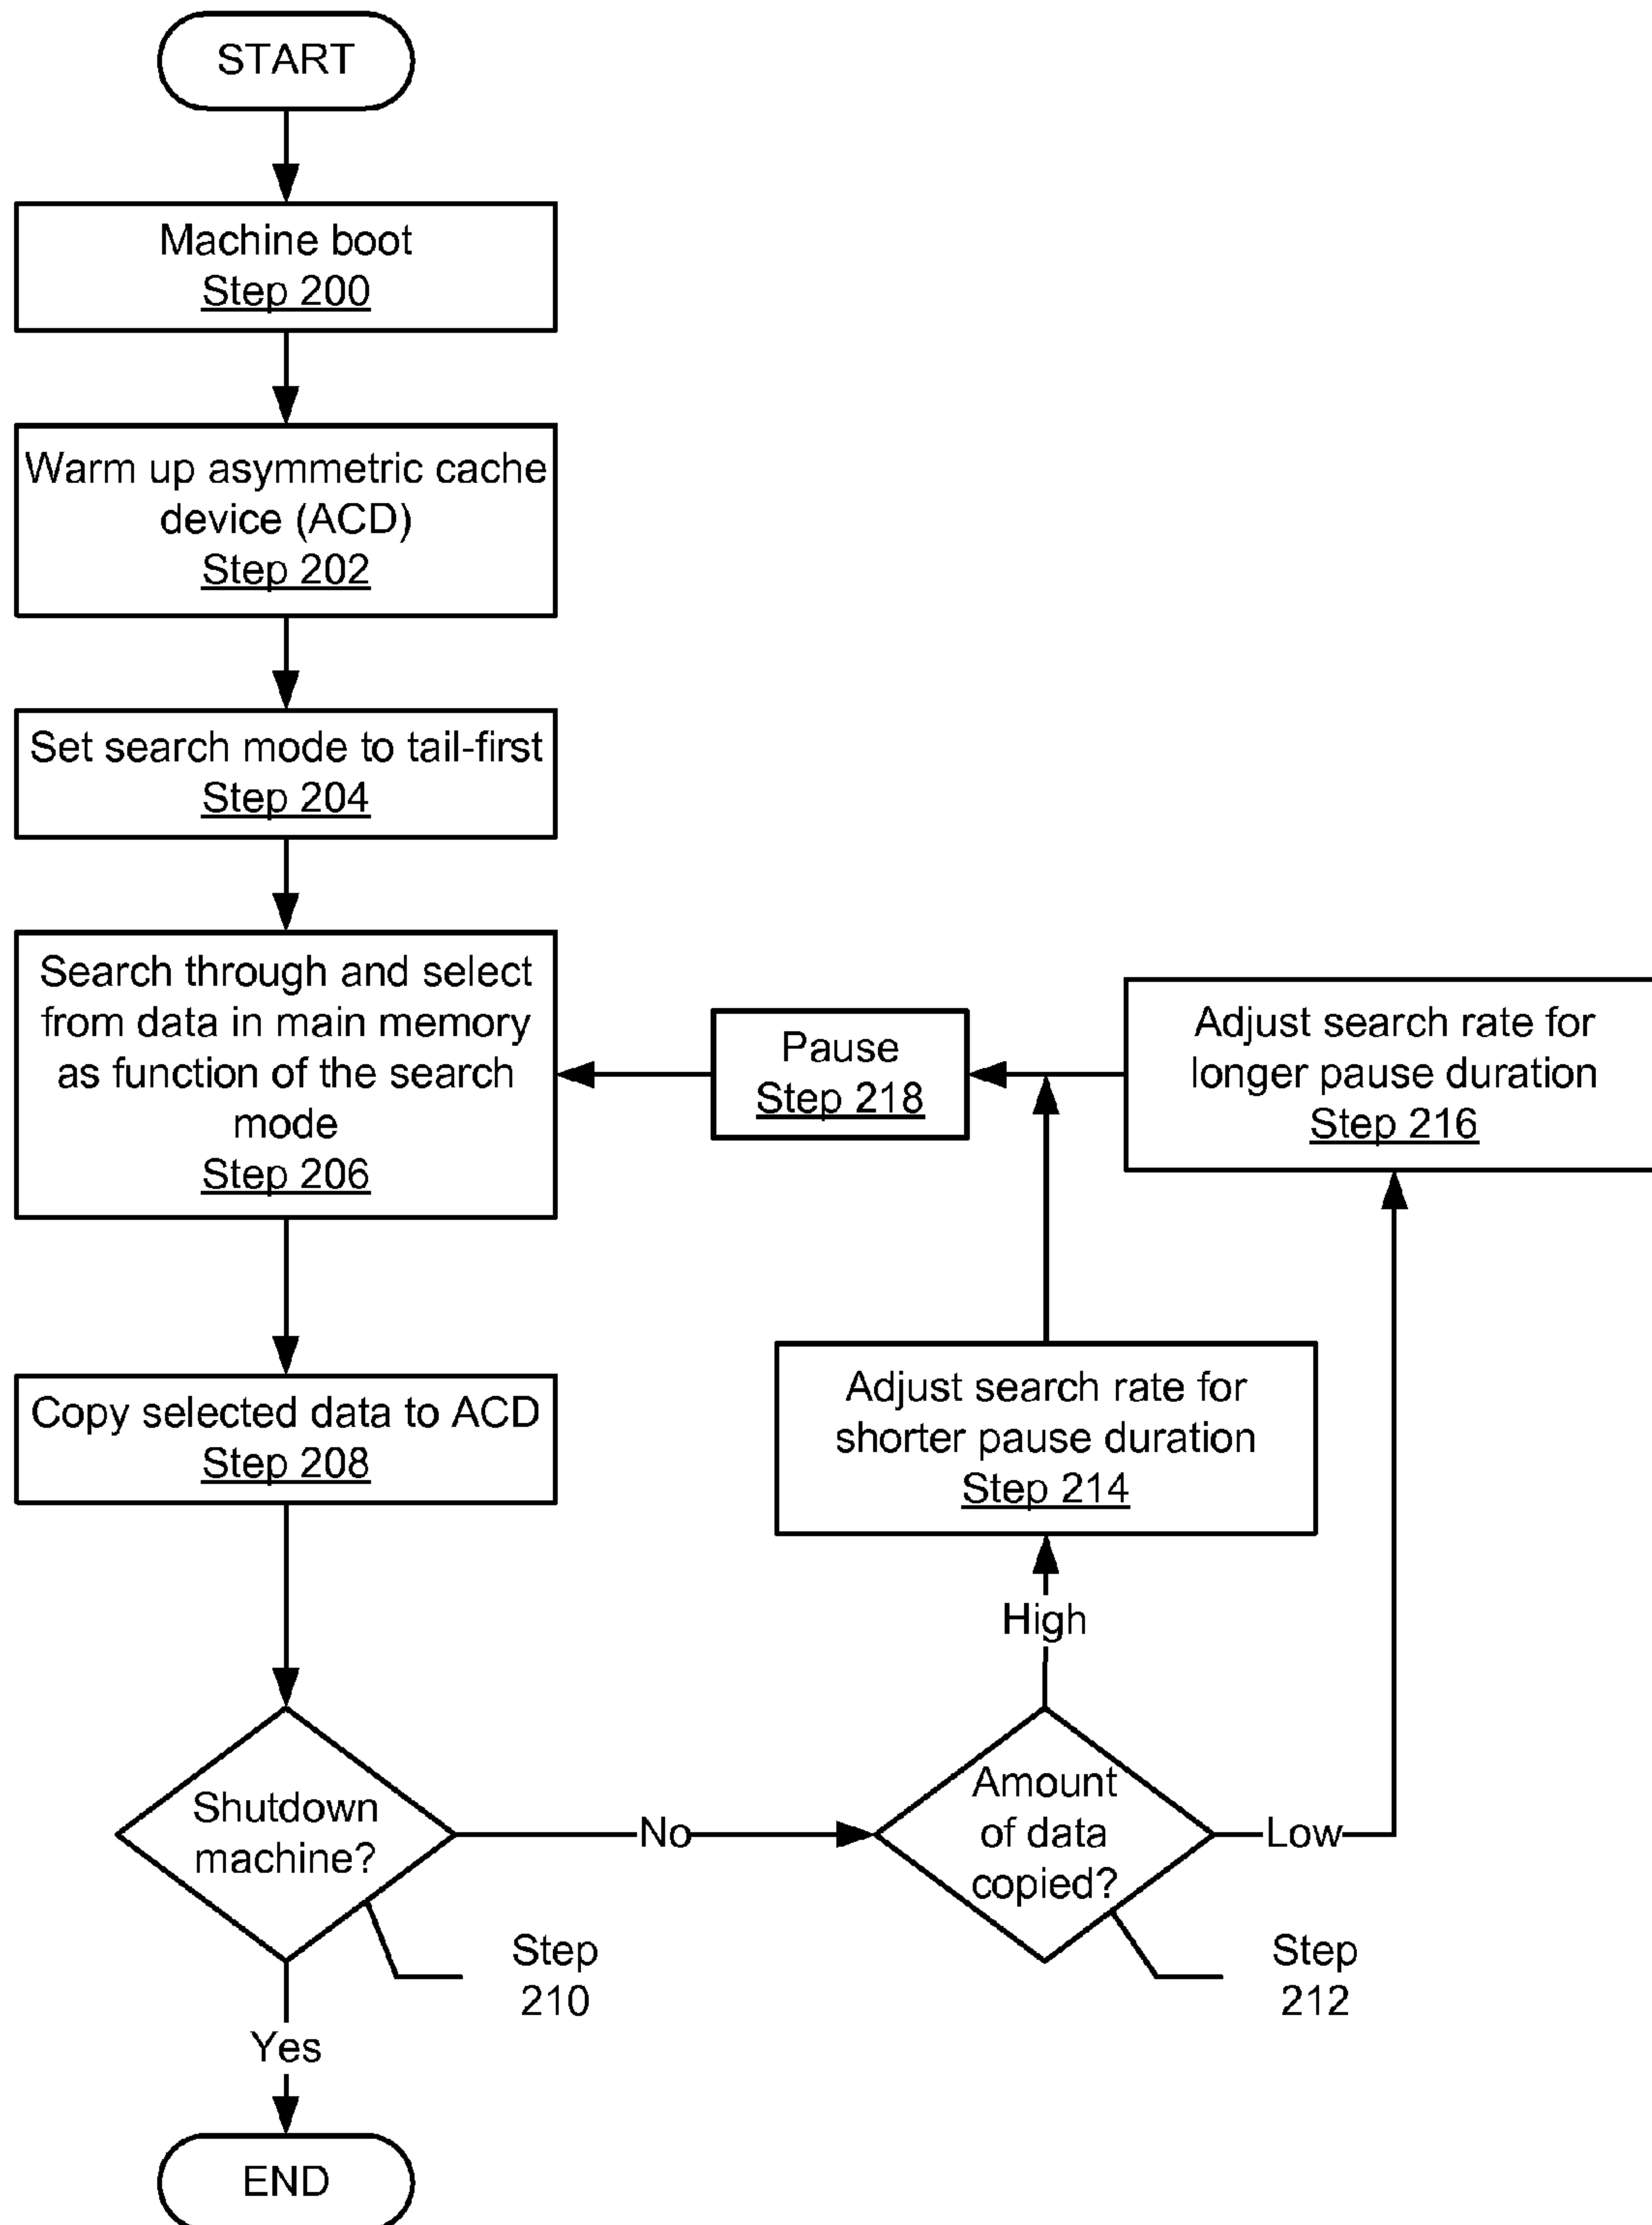 START
Machine boot
Step 200
Warm up asymmetric cache
device (ACD)
Step 202
Set search mode to tail-first
Step 204
Search through and select
from data in main memory
as function of the search
mode
Step 206
Pause
Step 218
Adjust search rate for
longer pause duration
Step 216
Copy selected data to ACD
Step 208
Adjust search rate for
shorter pause duration
Step 214
High
Shutdown
machine?
No
Amount
of data
copied?
Low
Step
210
Step
212
Yes
END